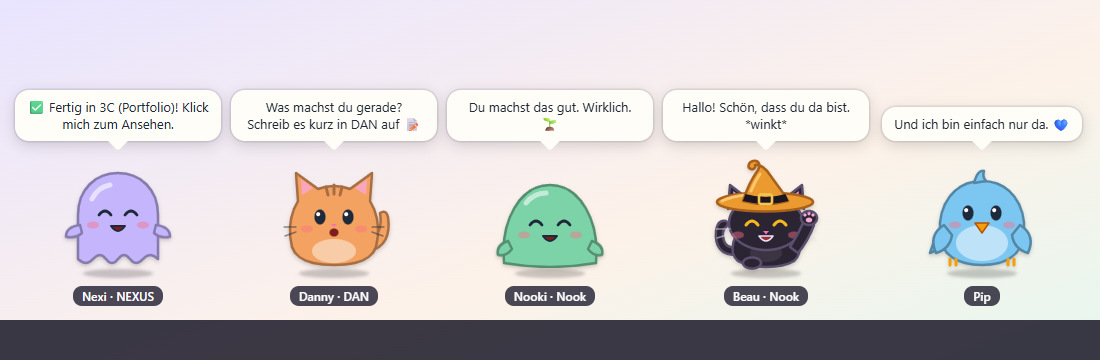 ✅ Fertig in 3C (Portfolio)! Klick
mich zum Ansehen.
Was machst du gerade?
Schreib es kurz in DAN auf 📝
Du machst das gut. Wirklich.
🌱
Hallo! Schön, dass du da bist.
*winkt*
Und ich bin einfach nur da. 💙
Nexi · NEXUS
Danny · DAN
Nooki · Nook
Beau · Nook
Pip